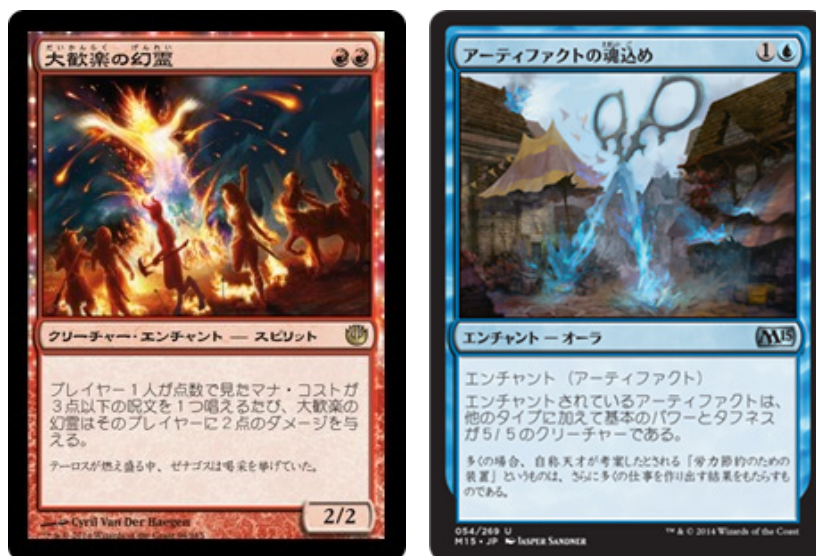 だいかんらく げんれい
大歓楽の幻霊
クリーチャー・エンチャント — スピリット
プレイヤー1人が点数で見たマナ・コストが
3点以下の呪文を1つ唱えるたび、大歓楽の
幻霊はそのプレイヤーに2点のダメージを与
える。
テーロスが燃え盛る中、ゼナゴスは喝采を挙げていた。
2/2
Cyril Van Der Haegen
アーティファクトの魂込め
1
エンチャント — オーラ
M15
エンチャント（アーティファクト）
エンチャントされているアーティファクトは、
他のタイプに加えて基本のパワーとタフネス
が5/5のクリーチャーである。
多くの場合、自称天才が考案したとされる「労力節約のための
装置」というものは、さらに多くの仕事を作り出す結果をもたらすも
のである。
054/269 U
M15 • JP Jasper Sandner
™ & © 2014 Wizards of the Coast